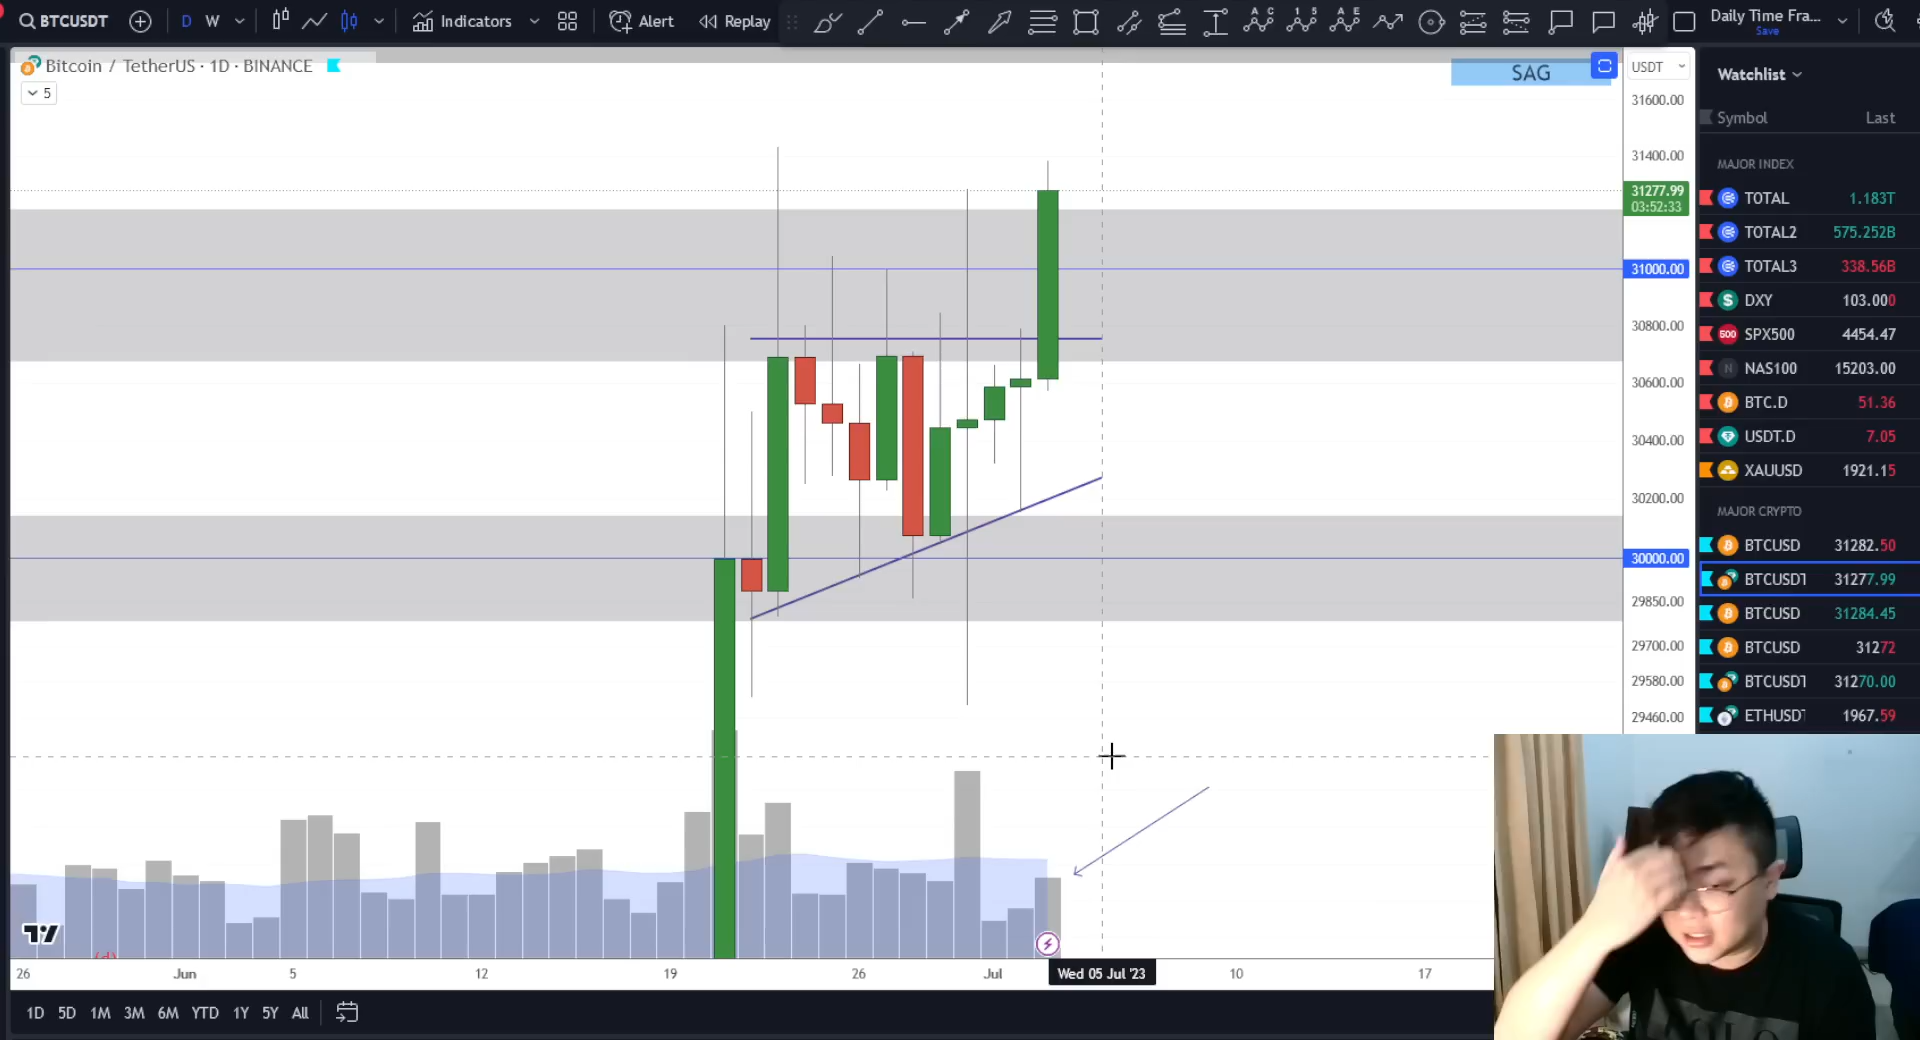 BTCUSDT D W Indicators Alert Replay Daily Time Fra...
Save
Bitcoin / TetherUS · 1D · BINANCE
5
SAG
USDT
31600.00
31400.00
31277.99
03:52:33
31000.00
30800.00
30600.00
30400.00
30200.00
30000.00
29850.00
29700.00
29580.00
29460.00
26 Jun 5 12 19 26 Jul Wed 05 Jul '23 10 17
1D 5D 1M 3M 6M YTD 1Y 5Y All
Watchlist
Symbol Last
MAJOR INDEX
TOTAL 1.183T
TOTAL2 575.252B
TOTAL3 338.56B
DXY 103.000
SPX500 4454.47
NAS100 15203.00
BTC.D 51.36
USDT.D 7.05
XAUUSD 1921.15
MAJOR CRYPTO
BTCUSD 31282.50
BTCUSDT 31277.99
BTCUSD 31284.45
BTCUSD 31272
BTCUSDT 31270.00
ETHUSDT 1967.59